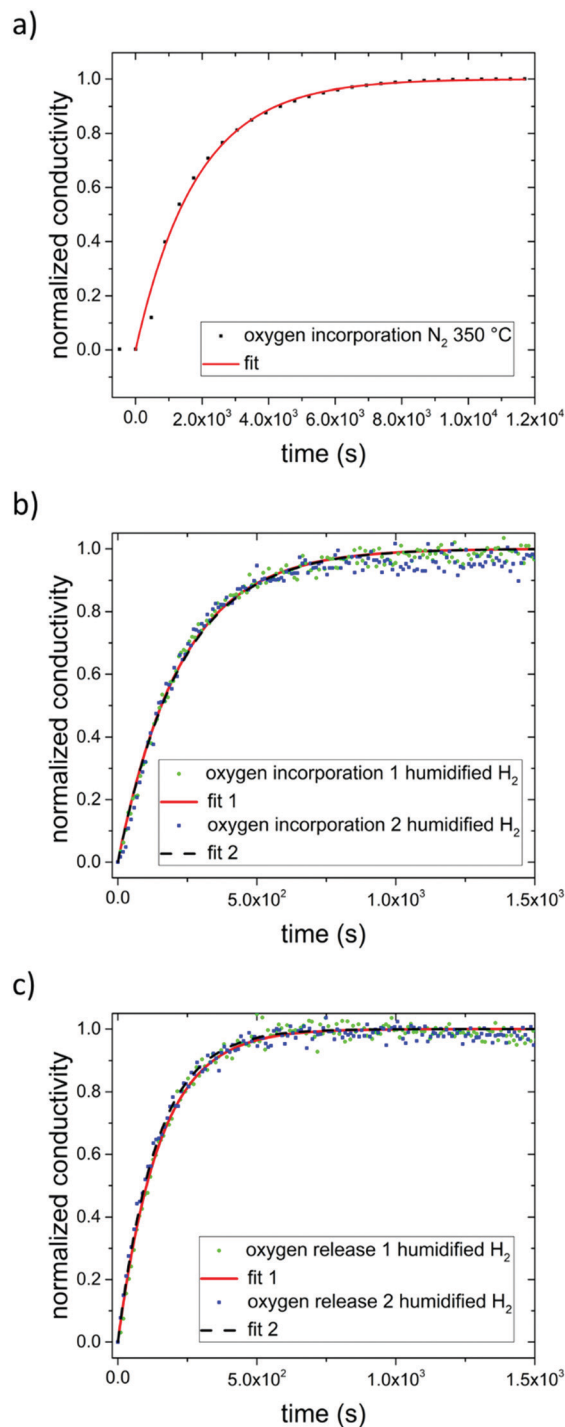 a)
normalized conductivity
1.0
0.8
0.6
0.4
0.2
0.0
oxygen incorporation N₂ 350 °C
fit
0.0 2.0x10³ 4.0x10³ 6.0x10³ 8.0x10³ 1.0x10⁴ 1.2x10⁴
time (s)
b)
normalized conductivity
1.0
0.8
0.6
0.4
0.2
0.0
oxygen incorporation 1 humidified H₂
fit 1
oxygen incorporation 2 humidified H₂
fit 2
0.0 5.0x10² 1.0x10³ 1.5x10³
time (s)
c)
normalized conductivity
1.0
0.8
0.6
0.4
0.2
0.0
oxygen release 1 humidified H₂
fit 1
oxygen release 2 humidified H₂
fit 2
0.0 5.0x10² 1.0x10³ 1.5x10³
time (s)